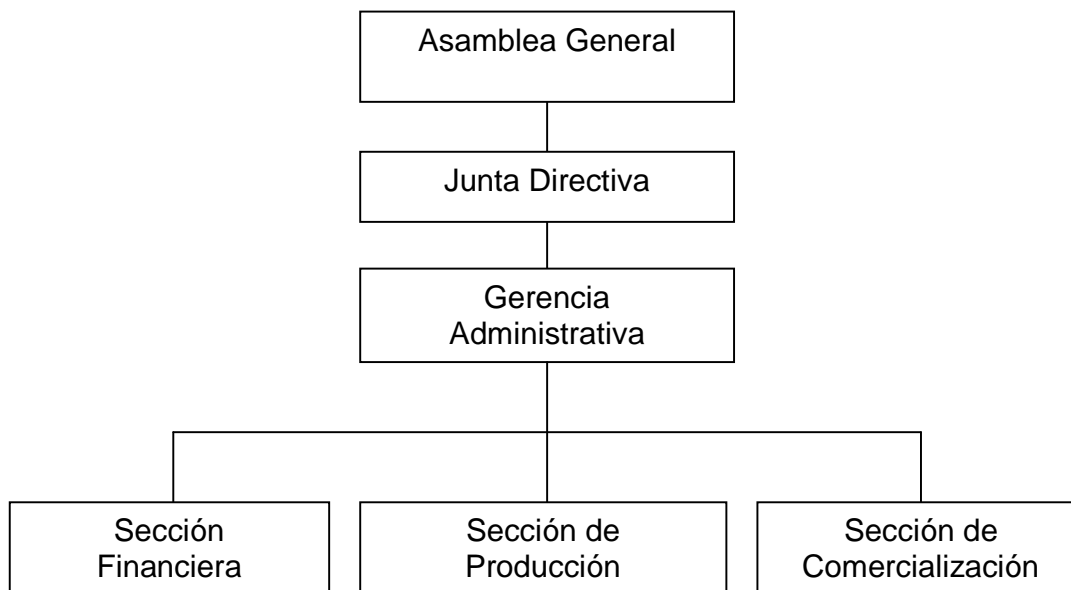 Asamblea General
Junta Directiva
Gerencia
Administrativa
Sección
Financiera
Sección de
Producción
Sección de
Comercialización